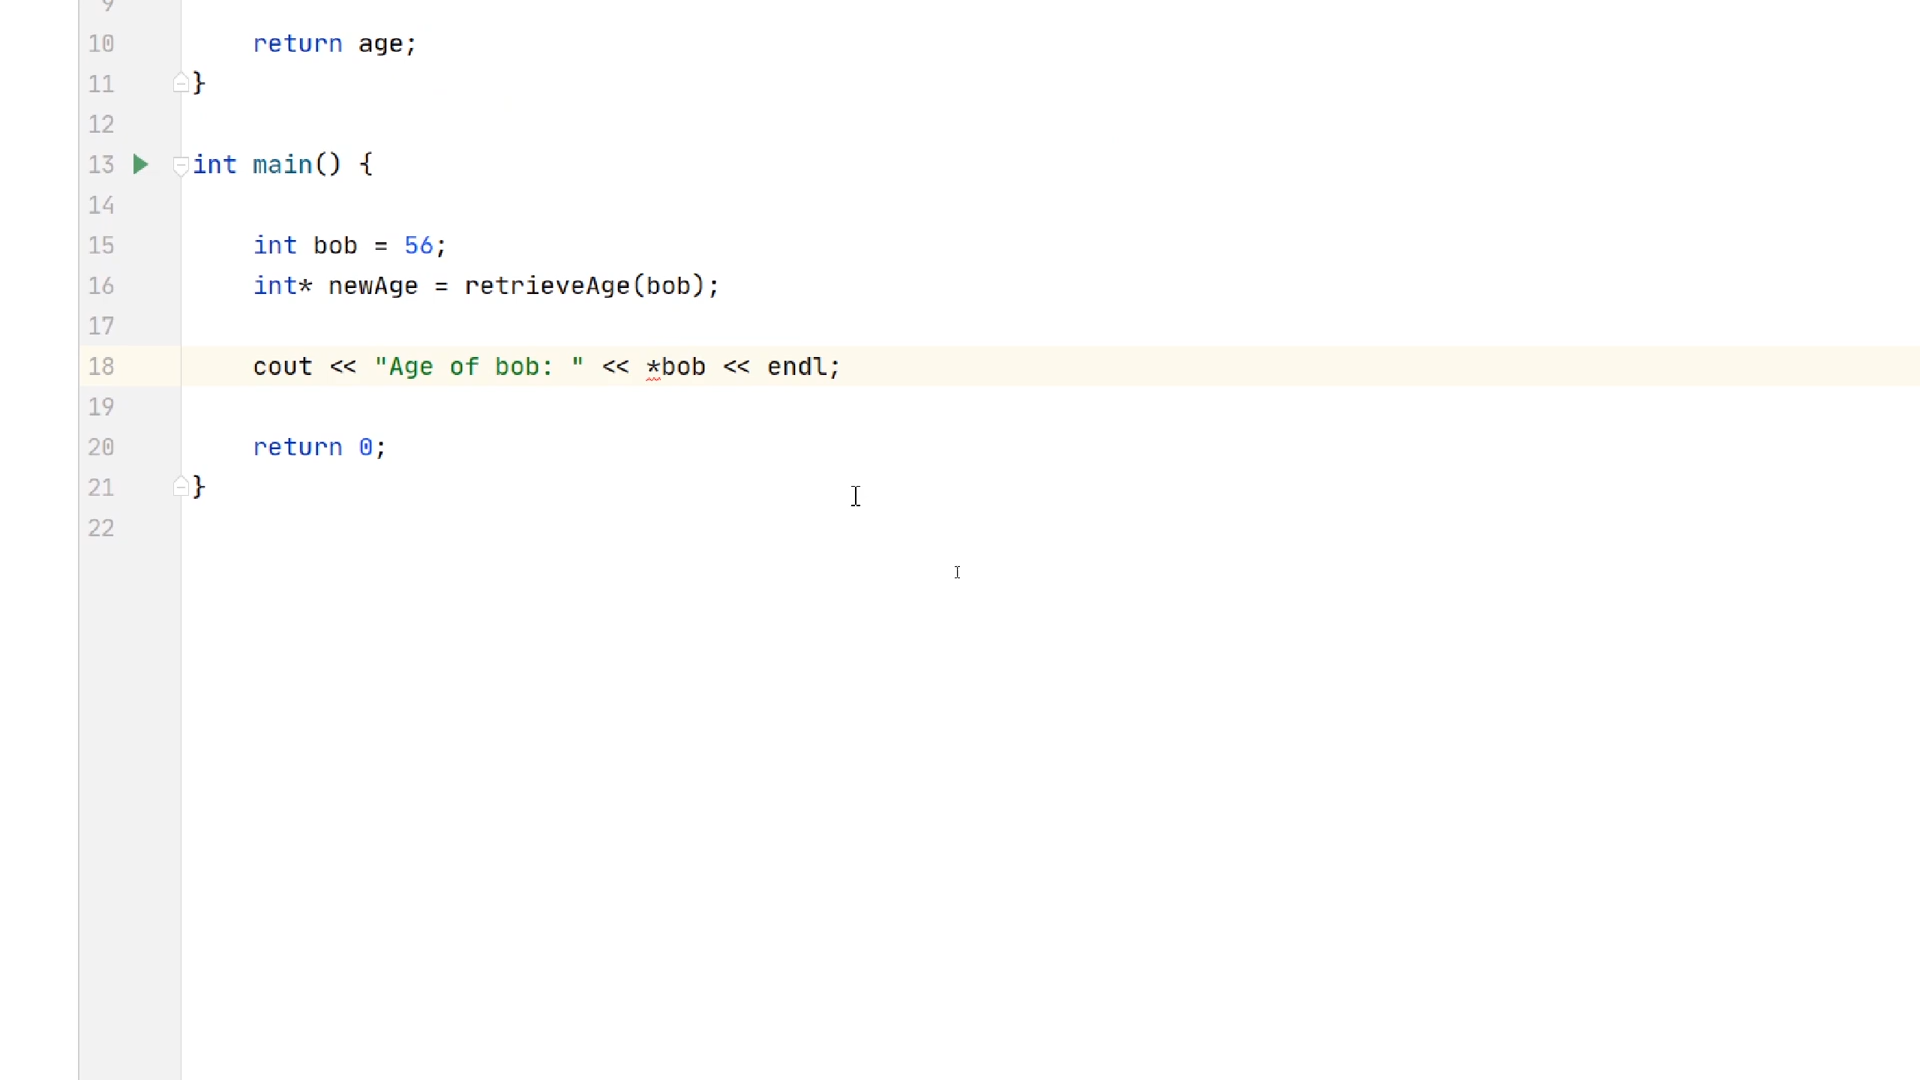 9
10 return age;
11 }
12
13 int main() {
14
15 int bob = 56;
16 int* newAge = retrieveAge(bob);
17
18 cout << "Age of bob: " << *bob << endl;
19
20 return 0;
21 }
22